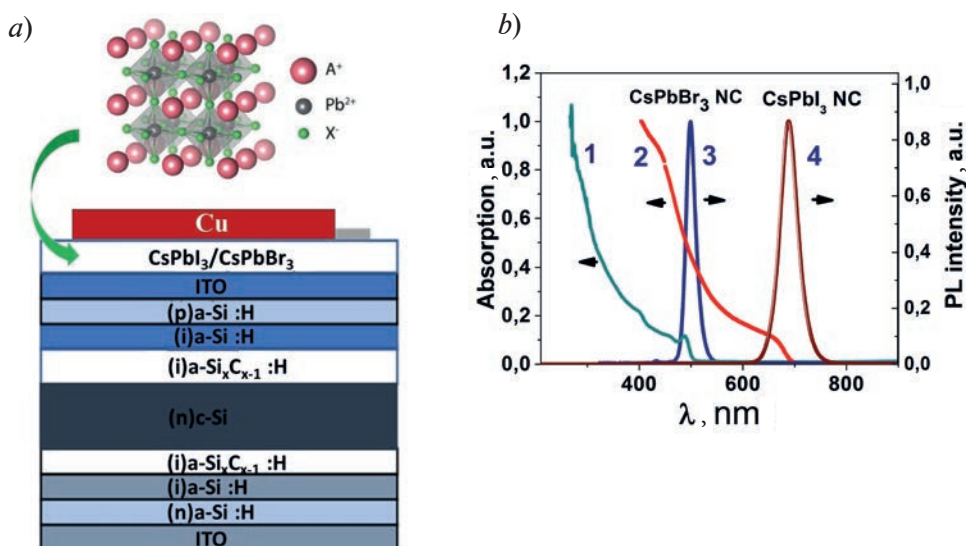 a)
A⁺
Pb²⁺
X⁻
Cu
CsPbI₃/CsPbBr₃
ITO
(p)a-Si :H
(i)a-Si :H
(i)a-SiₓCₓ₋₁ :H
(n)c-Si
(i)a-SiₓCₓ₋₁ :H
(i)a-Si :H
(n)a-Si :H
ITO
b)
CsPbBr₃ NC
CsPbI₃ NC
1
2
3
4
Absorption, a.u.
1,2
1,0
0,8
0,6
0,4
0,2
0,0
PL intensity, a.u.
1,0
0,8
0,6
0,4
0,2
0,0
400
600
800
λ, nm